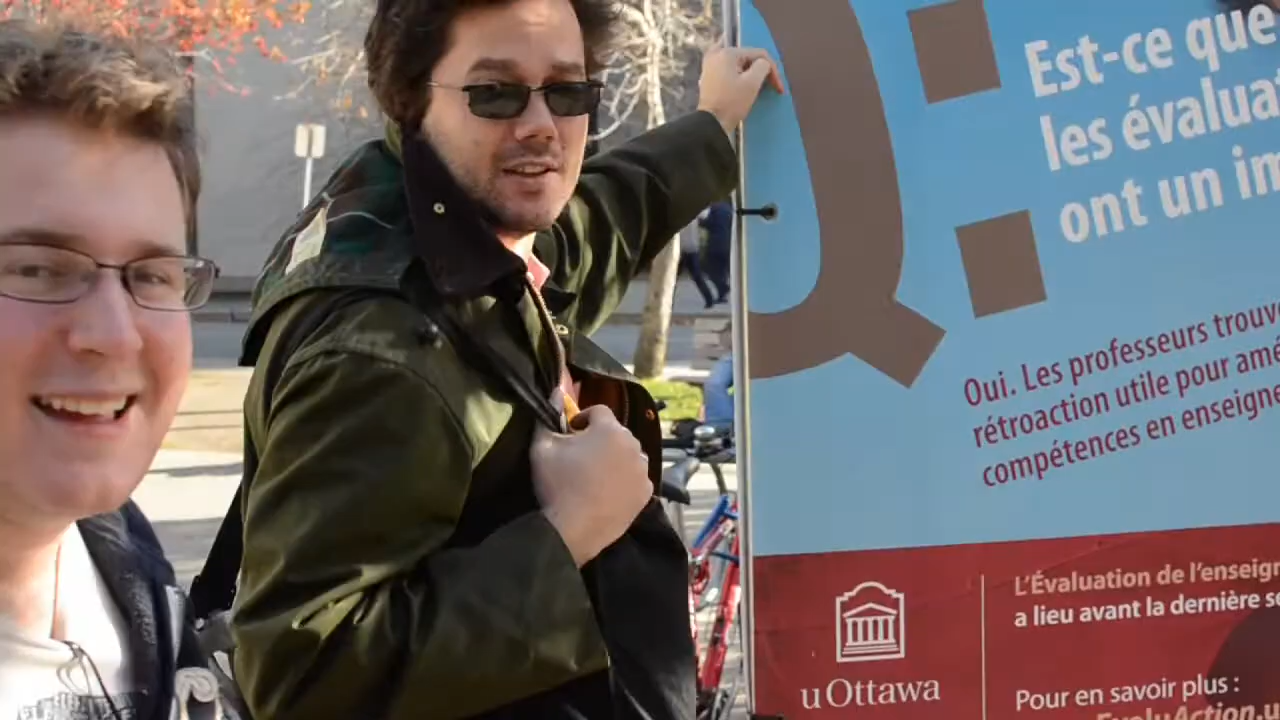 Q:
Est-ce que
les évaluat
ont un im
Oui. Les professeurs trouve
rétroaction utile pour amé
compétences en enseigne
uOttawa
L'Évaluation de l'enseign
a lieu avant la dernière se
Pour en savoir plus :
EvaluAction.u